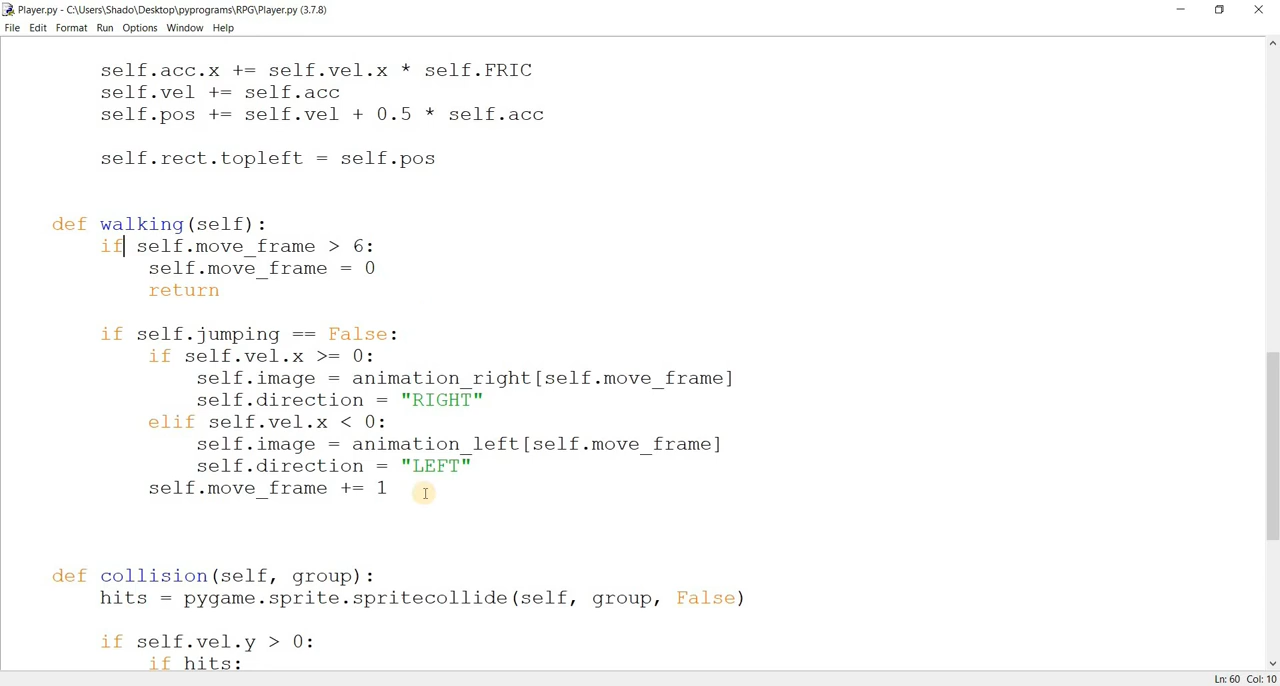 Player.py - C:\Users\Shado\Desktop\pyprograms\RPG\Player.py (3.7.8)
File Edit Format Run Options Window Help
self.acc.x += self.vel.x * self.FRIC
self.vel += self.acc
self.pos += self.vel + 0.5 * self.acc
self.rect.topleft = self.pos
def walking(self):
if self.move_frame > 6:
self.move_frame = 0
return
if self.jumping == False:
if self.vel.x >= 0:
self.image = animation_right[self.move_frame]
self.direction = "RIGHT"
elif self.vel.x < 0:
self.image = animation_left[self.move_frame]
self.direction = "LEFT"
self.move_frame += 1
def collision(self, group):
hits = pygame.sprite.spritecollide(self, group, False)
if self.vel.y > 0:
if hits:
Ln: 60 Col: 10